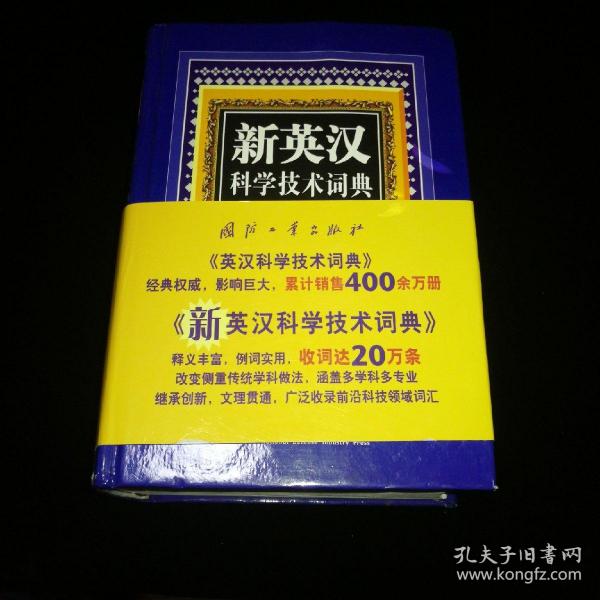 新英汉
科学技术词典
国防工业出版社
《英汉科学技术词典》
经典权威，影响巨大，累计销售400余万册
《新英汉科学技术词典》
释义丰富，例词实用，收词达20万条
改变侧重传统学科做法，涵盖多学科多专业
继承创新，文理贯通，广泛收录前沿科技领域词汇
National Defense Industry Press
孔夫子旧书网
www.kongfz.com